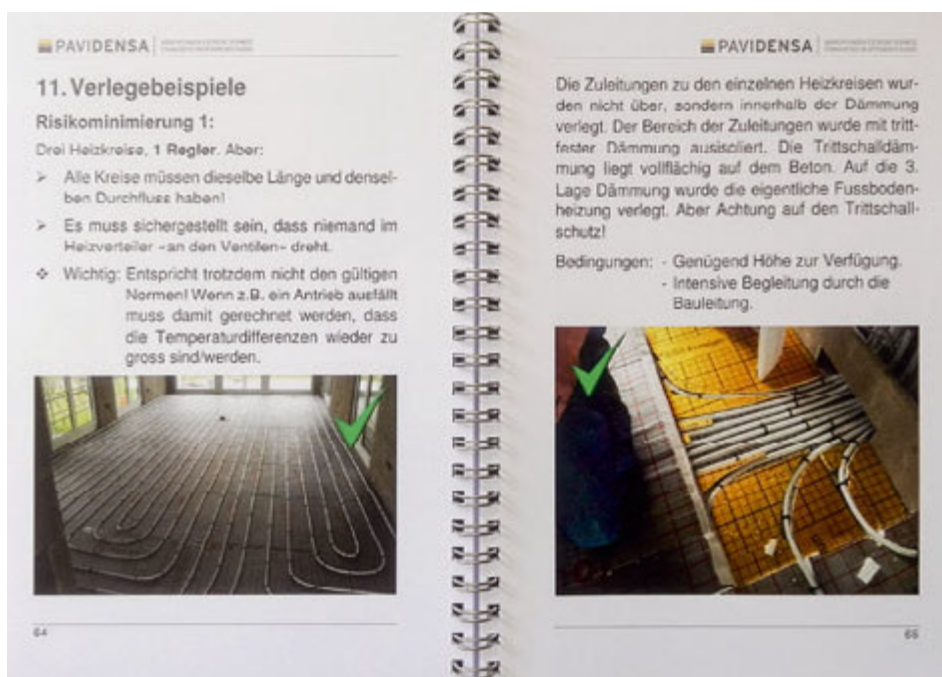 PAVIDENSA
11. Verlegebeispiele
Risikominimierung 1:
Drei Heizkreise, 1 Regler. Aber:
➢ Alle Kreise müssen dieselbe Länge und densel-
ben Durchfluss haben!
➢ Es muss sichergestellt sein, dass niemand im
Heizverteiler –an den Ventilen– dreht.
❖ Wichtig: Entspricht trotzdem nicht den gültigen
Normen! Wenn z.B. ein Antrieb ausfällt
muss damit gerechnet werden, dass
die Temperaturdifferenzen wieder zu
gross sind/werden.
64
PAVIDENSA
Die Zuleitungen zu den einzelnen Heizkreisen wur-
den nicht über, sondern innerhalb der Dämmung
verlegt. Der Bereich der Zuleitungen wurde mit tritt-
fester Dämmung ausisoliert. Die Trittschalldäm-
mung liegt vollflächig auf dem Beton. Auf die 3.
Lage Dämmung wurde die eigentliche Fussboden-
heizung verlegt. Aber Achtung auf den Trittschall-
schutz!
Bedingungen: - Genügend Höhe zur Verfügung.
- Intensive Begleitung durch die
Bauleitung.
65